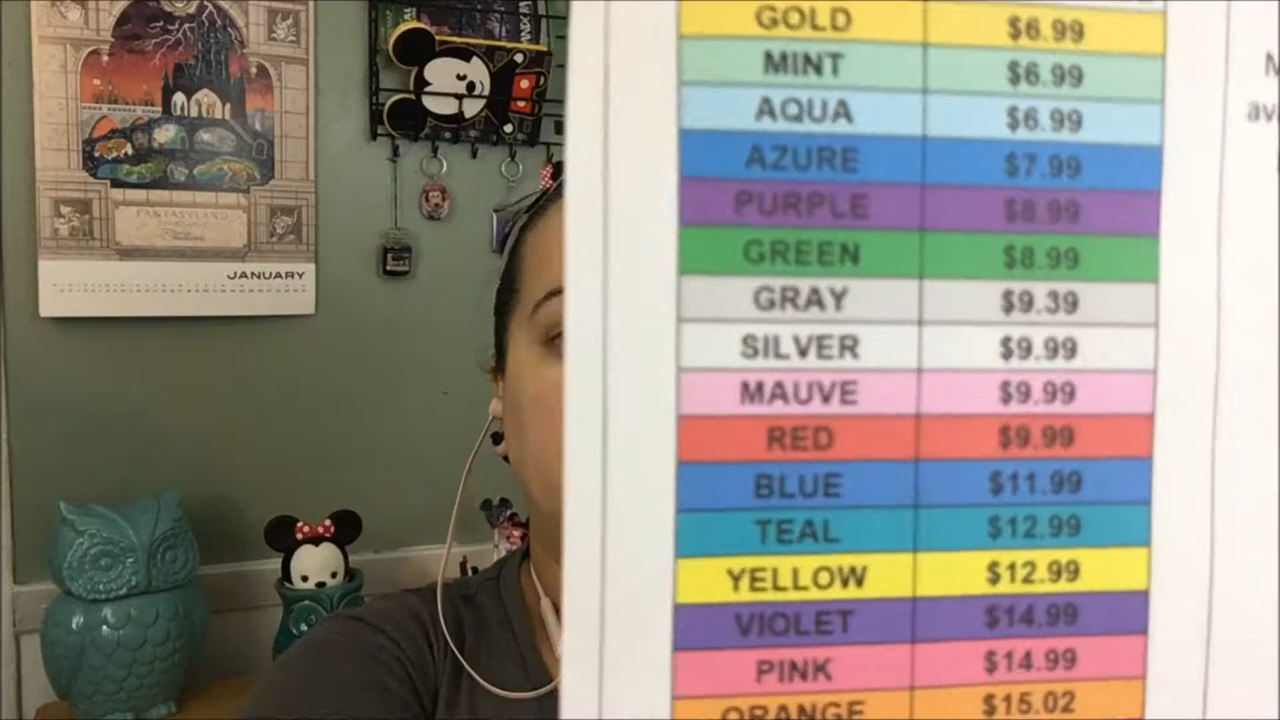 FANTASYLAND
JANUARY
GOLD $6.99
MINT $6.99
AQUA $6.99
AZURE $7.99
PURPLE $8.99
GREEN $8.99
GRAY $9.39
SILVER $9.99
MAUVE $9.99
RED $9.99
BLUE $11.99
TEAL $12.99
YELLOW $12.99
VIOLET $14.99
PINK $14.99
ORANGE $15.02